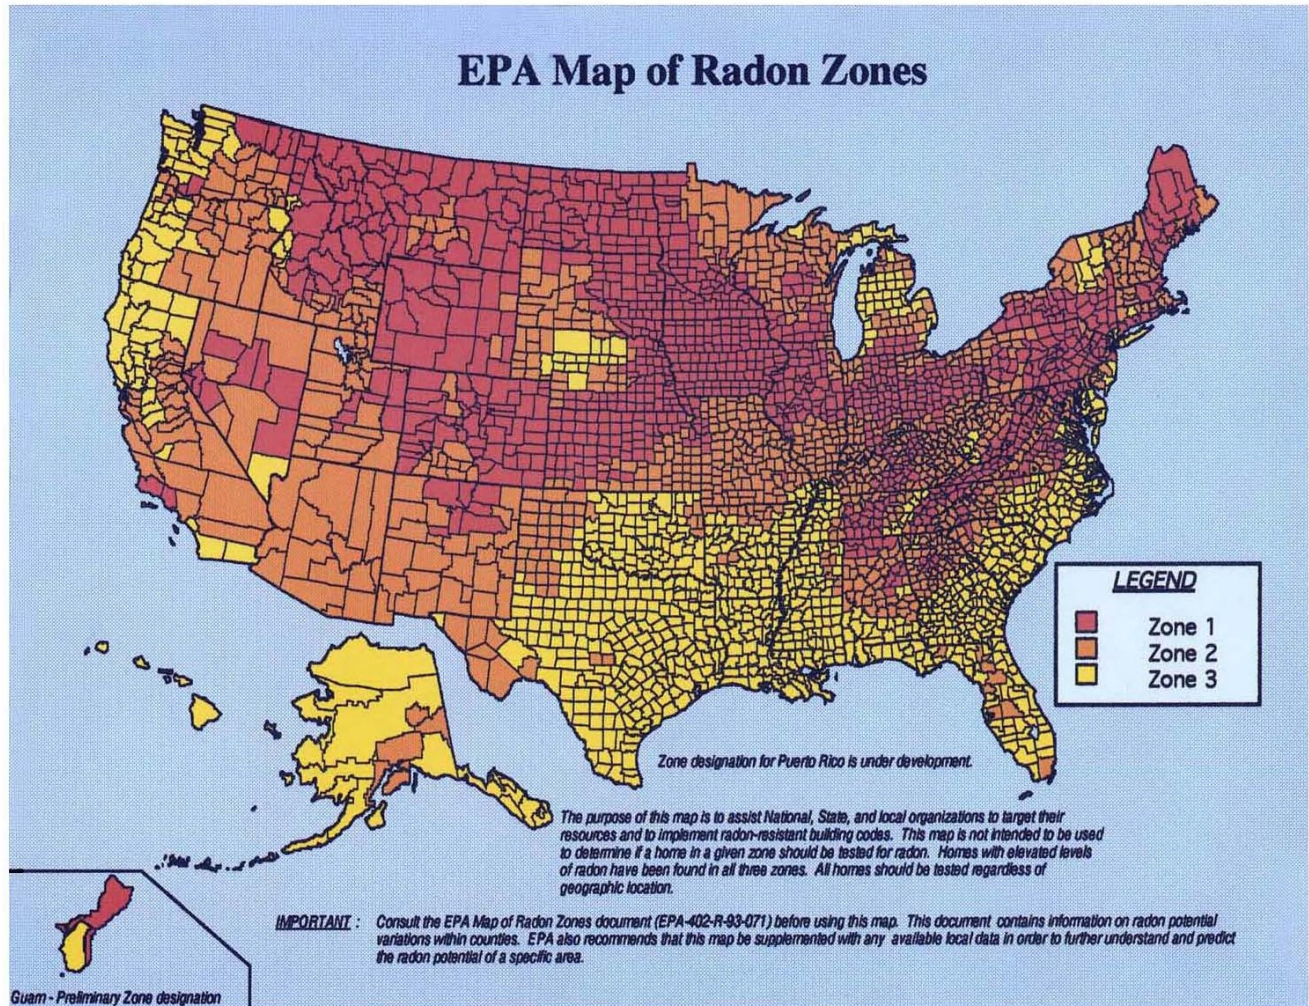 EPA Map of Radon Zones
LEGEND
Zone 1
Zone 2
Zone 3
Zone designation for Puerto Rico is under development.
The purpose of this map is to assist National, State, and local organizations to target their
resources and to implement radon-resistant building codes. This map is not intended to be used
to determine if a home in a given zone should be tested for radon. Homes with elevated levels
of radon have been found in all three zones. All homes should be tested regardless of
geographic location.
IMPORTANT : Consult the EPA Map of Radon Zones document (EPA-402-R-93-071) before using this map. This document contains information on radon potential
variations within counties. EPA also recommends that this map be supplemented with any available local data in order to further understand and predict
the radon potential of a specific area.
Guam - Preliminary Zone designation